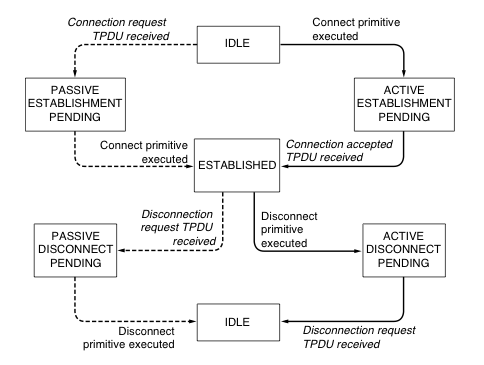 Connection request
TPDU received
IDLE
Connect primitive
executed
PASSIVE
ESTABLISHMENT
PENDING
ACTIVE
ESTABLISHMENT
PENDING
Connect primitive
executed
ESTABLISHED
Connection accepted
TPDU received
Disconnection
request TPDU
received
Disconnect
primitive
executed
PASSIVE
DISCONNECT
PENDING
ACTIVE
DISCONNECT
PENDING
IDLE
Disconnect
primitive executed
Disconnection request
TPDU received